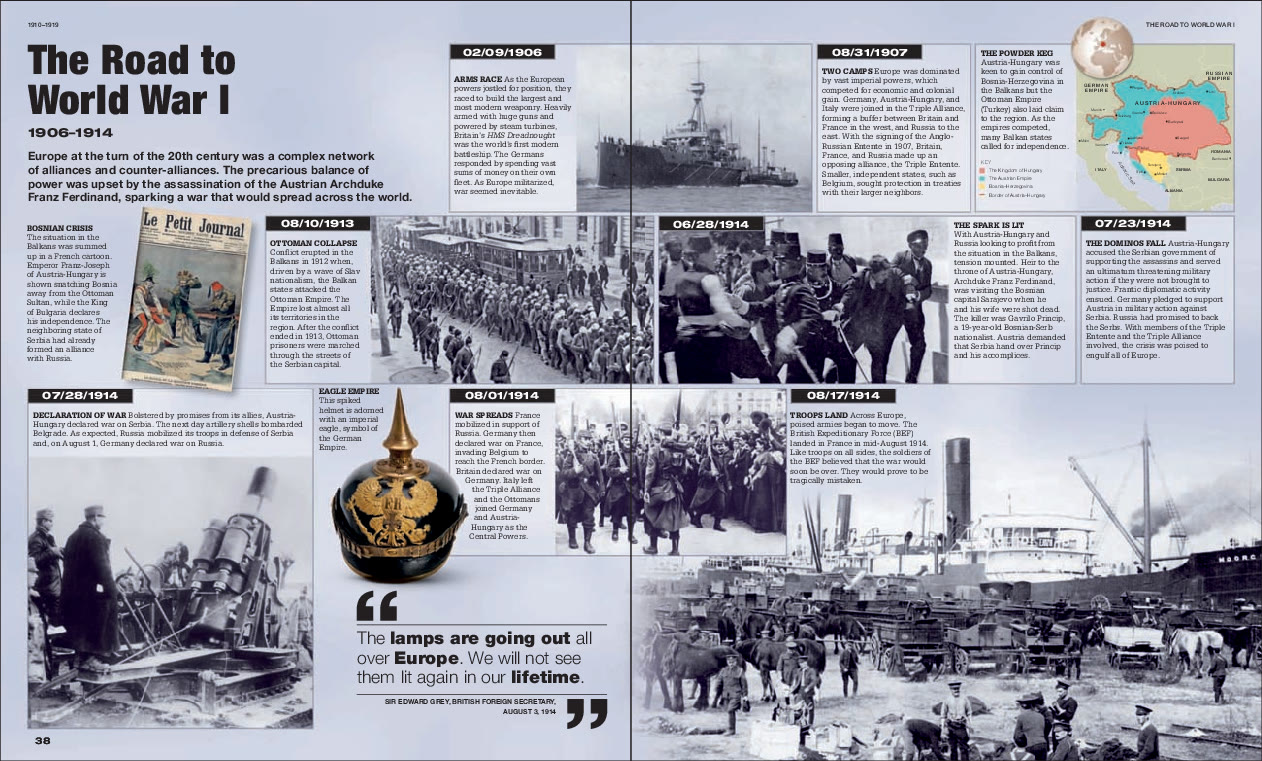 1910–1919
THE ROAD TO WORLD WAR I
The Road to
World War I
1906–1914
Europe at the turn of the 20th century was a complex network
of alliances and counter-alliances. The precarious balance of
power was upset by the assassination of the Austrian Archduke
Franz Ferdinand, sparking a war that would spread across the world.
02/09/1906
ARMS RACE As the European
powers jostled for position, they
raced to build the largest and
most modern weaponry. Heavily
armed with huge guns and
powered by steam turbines,
Britain's HMS Dreadnought
was the world's first modern
battleship. The Germans
responded by spending vast
sums of money on their own
fleet. As Europe militarized,
war seemed inevitable.
08/31/1907
TWO CAMPS Europe was dominated
by vast imperial powers, which
competed for economic and colonial
gain. Germany, Austria-Hungary, and
Italy were joined in the Triple Alliance,
forming a buffer between Britain and
France in the west, and Russia to the
east. With the signing of the Anglo-
Russian Entente in 1907, Britain,
France, and Russia made up an
opposing alliance, the Triple Entente.
Smaller, independent states, such as
Belgium, sought protection in treaties
with their larger neighbors.
THE POWDER KEG
Austria-Hungary was
keen to gain control of
Bosnia-Herzegovina in
the Balkans but the
Ottoman Empire
(Turkey) also laid claim
to the region. As the
empires competed,
many Balkan states
called for independence.
KEY
The Kingdom of Hungary
The Austrian Empire
Bosnia-Herzegovina
Border of Austria-Hungary
GERMAN
EMPIRE
RUSSIAN
EMPIRE
AUSTRIA-HUNGARY
ITALY
ROMANIA
SERBIA
BULGARIA
ALBANIA
BOSNIAN CRISIS
The situation in the
Balkans was summed
up in a French cartoon.
Emperor Franz-Joseph
of Austria-Hungary is
shown snatching Bosnia
away from the Ottoman
Sultan, while the King
of Bulgaria declares
his independence. The
neighboring state of
Serbia had already
formed an alliance
with Russia.
Le Petit Journal
08/10/1913
OTTOMAN COLLAPSE
Conflict erupted in the
Balkans in 1912 when,
driven by a wave of Slav
nationalism, the Balkan
states attacked the
Ottoman Empire. The
Empire lost almost all
its territories in the
region. After the conflict
ended in 1913, Ottoman
prisoners were marched
through the streets of
the Serbian capital.
06/28/1914
THE SPARK IS LIT
With Austria-Hungary and
Russia looking to profit from
the situation in the Balkans,
tension mounted. Heir to the
throne of Austria-Hungary,
Archduke Franz Ferdinand,
was visiting the Bosnian
capital Sarajevo when he
and his wife were shot dead.
The killer was Gavrilo Princip,
a 19-year-old Bosnian-Serb
nationalist. Austria demanded
that Serbia hand over Princip
and his accomplices.
07/23/1914
THE DOMINOS FALL Austria-Hungary
accused the Serbian government of
supporting the assassins and served
an ultimatum threatening military
action if they were not brought to
justice. Frantic diplomatic activity
ensued. Germany pledged to support
Austria in military action against
Serbia. Russia had promised to back
the Serbs. With members of the Triple
Entente and the Triple Alliance
involved, the crisis was poised to
engulf all of Europe.
07/28/1914
DECLARATION OF WAR Bolstered by promises from its allies, Austria-
Hungary declared war on Serbia. The next day artillery shells bombarded
Belgrade. As expected, Russia mobilized its troops in defense of Serbia
and, on August 1, Germany declared war on Russia.
EAGLE EMPIRE
This spiked
helmet is adorned
with an imperial
eagle, symbol of
the German
Empire.
08/01/1914
WAR SPREADS France
mobilized in support of
Russia. Germany then
declared war on France,
invading Belgium to
reach the French border.
Britain declared war on
Germany. Italy left
the Triple Alliance
and the Ottomans
joined Germany
and Austria-
Hungary as the
Central Powers.
08/17/1914
TROOPS LAND Across Europe,
poised armies began to move. The
British Expeditionary Force (BEF)
landed in France in mid-August 1914.
Like troops on all sides, the soldiers of
the BEF believed that the war would
soon be over. They would prove to be
tragically mistaken.
“
The lamps are going out all
over Europe. We will not see
them lit again in our lifetime.
SIR EDWARD GREY, BRITISH FOREIGN SECRETARY,
AUGUST 3, 1914
”
38